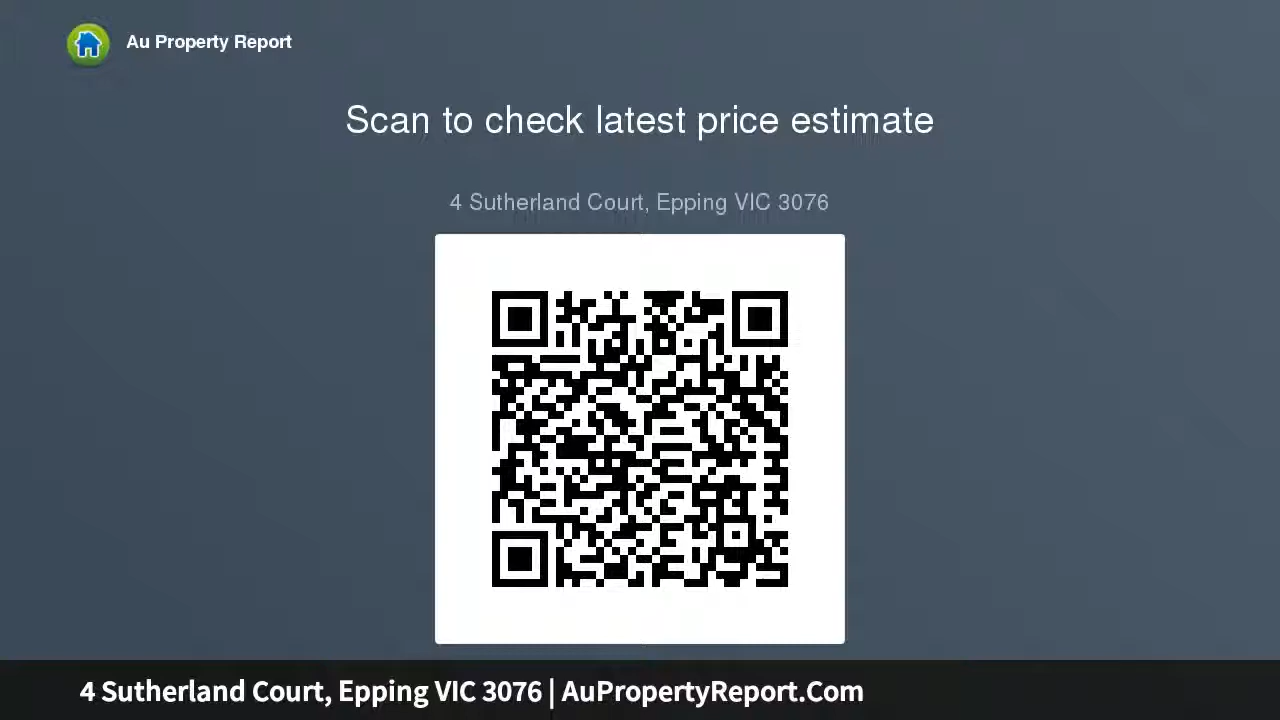 Au Property Report
Scan to check latest price estimate
4 Sutherland Court, Epping VIC 3076
4 Sutherland Court, Epping VIC 3076 | AuPropertyReport.Com